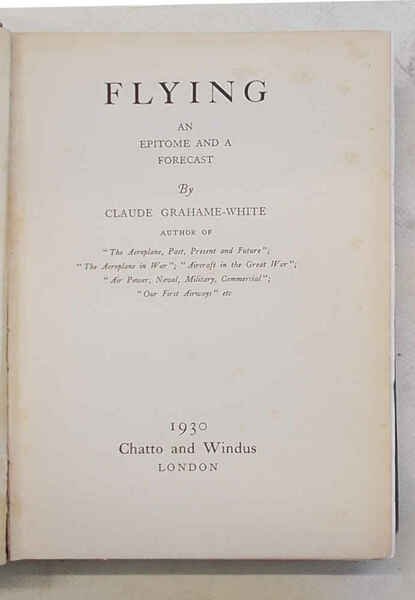 FLYING
AN
EPITOME AND A
FORECAST
By
CLAUDE GRAHAME-WHITE
AUTHOR OF
"The Aeroplane, Past, Present and Future";
"The Aeroplane in War"; "Aircraft in the Great War";
"Air Power, Naval, Military, Commercial";
"Our First Airways" etc
1930
Chatto and Windus
LONDON